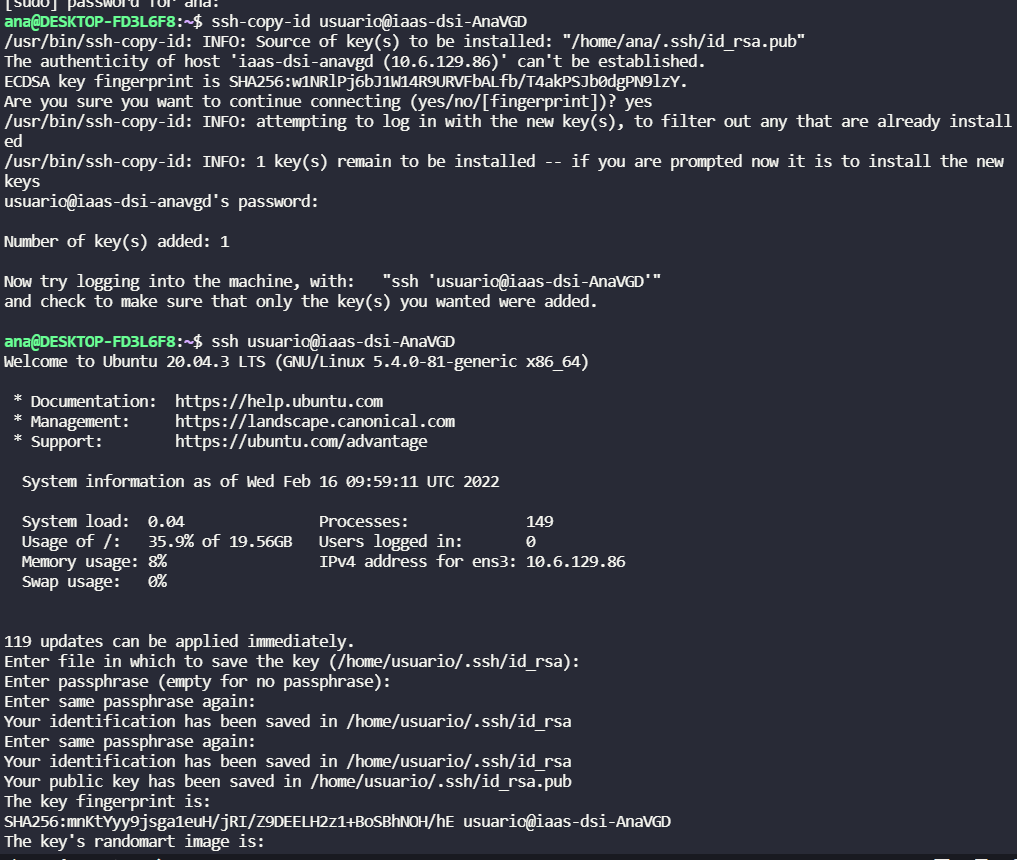 [sudo] password for ana:
ana@DESKTOP-FD3L6F8:~$ ssh-copy-id usuario@iaas-dsi-AnaVGD
/usr/bin/ssh-copy-id: INFO: Source of key(s) to be installed: "/home/ana/.ssh/id_rsa.pub"
The authenticity of host 'iaas-dsi-anavgd (10.6.129.86)' can't be established.
ECDSA key fingerprint is SHA256:w1NRlPj6bJ1W14R9URVFbALfb/T4akPSJb0dgPN9lzY.
Are you sure you want to continue connecting (yes/no/[fingerprint])? yes
/usr/bin/ssh-copy-id: INFO: attempting to log in with the new key(s), to filter out any that are already install
ed
/usr/bin/ssh-copy-id: INFO: 1 key(s) remain to be installed -- if you are prompted now it is to install the new
keys
usuario@iaas-dsi-anavgd's password:
Number of key(s) added: 1
Now try logging into the machine, with:   "ssh 'usuario@iaas-dsi-AnaVGD'"
and check to make sure that only the key(s) you wanted were added.
ana@DESKTOP-FD3L6F8:~$ ssh usuario@iaas-dsi-AnaVGD
Welcome to Ubuntu 20.04.3 LTS (GNU/Linux 5.4.0-81-generic x86_64)
* Documentation:  https://help.ubuntu.com
* Management:     https://landscape.canonical.com
* Support:        https://ubuntu.com/advantage
System information as of Wed Feb 16 09:59:11 UTC 2022
System load:  0.04               Processes:             149
Usage of /:   35.9% of 19.56GB   Users logged in:       0
Memory usage: 8%                 IPv4 address for ens3: 10.6.129.86
Swap usage:   0%
119 updates can be applied immediately.
Enter file in which to save the key (/home/usuario/.ssh/id_rsa):
Enter passphrase (empty for no passphrase):
Enter same passphrase again:
Your identification has been saved in /home/usuario/.ssh/id_rsa
Enter same passphrase again:
Your identification has been saved in /home/usuario/.ssh/id_rsa
Your public key has been saved in /home/usuario/.ssh/id_rsa.pub
The key fingerprint is:
SHA256:mnKtYyy9jsga1euH/jRI/Z9DEELH2z1+BoSBhNOH/hE usuario@iaas-dsi-AnaVGD
The key's randomart image is: